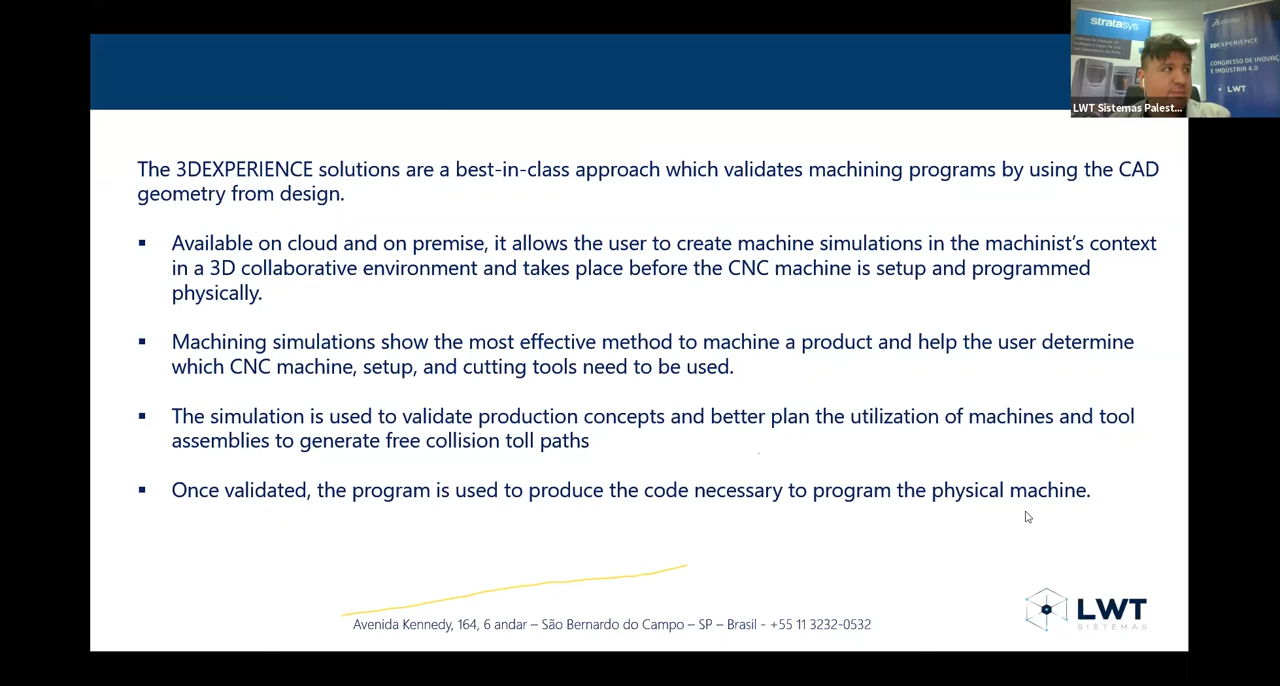 stratasys
3DEXPERIENCE
CONGRESSO DE INOVAÇ
E INDÚSTRIA 4.0
LWT
LWT Sistemas Palest...
The 3DEXPERIENCE solutions are a best-in-class approach which validates machining programs by using the CAD
geometry from design.
▪ Available on cloud and on premise, it allows the user to create machine simulations in the machinist’s context
in a 3D collaborative environment and takes place before the CNC machine is setup and programmed
physically.
▪ Machining simulations show the most effective method to machine a product and help the user determine
which CNC machine, setup, and cutting tools need to be used.
▪ The simulation is used to validate production concepts and better plan the utilization of machines and tool
assemblies to generate free collision toll paths
▪ Once validated, the program is used to produce the code necessary to program the physical machine.
Avenida Kennedy, 164, 6 andar – São Bernardo do Campo – SP – Brasil - +55 11 3232-0532
LWT
SISTEMAS